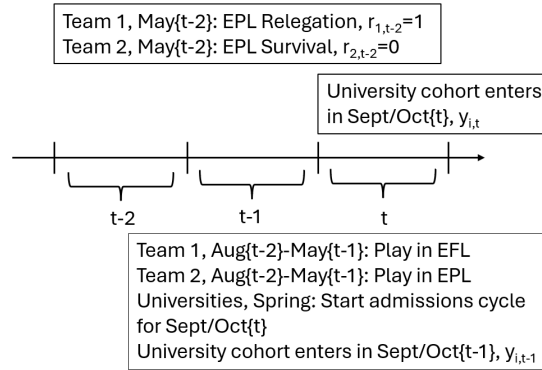 Team 1, May{t-2}: EPL Relegation, r1,t-2=1
Team 2, May{t-2}: EPL Survival, r2,t-2=0
University cohort enters
in Sept/Oct{t}, yi,t
t-2
t-1
t
Team 1, Aug{t-2}-May{t-1}: Play in EFL
Team 2, Aug{t-2}-May{t-1}: Play in EPL
Universities, Spring: Start admissions cycle
for Sept/Oct{t}
University cohort enters in Sept/Oct{t-1}, yi,t-1